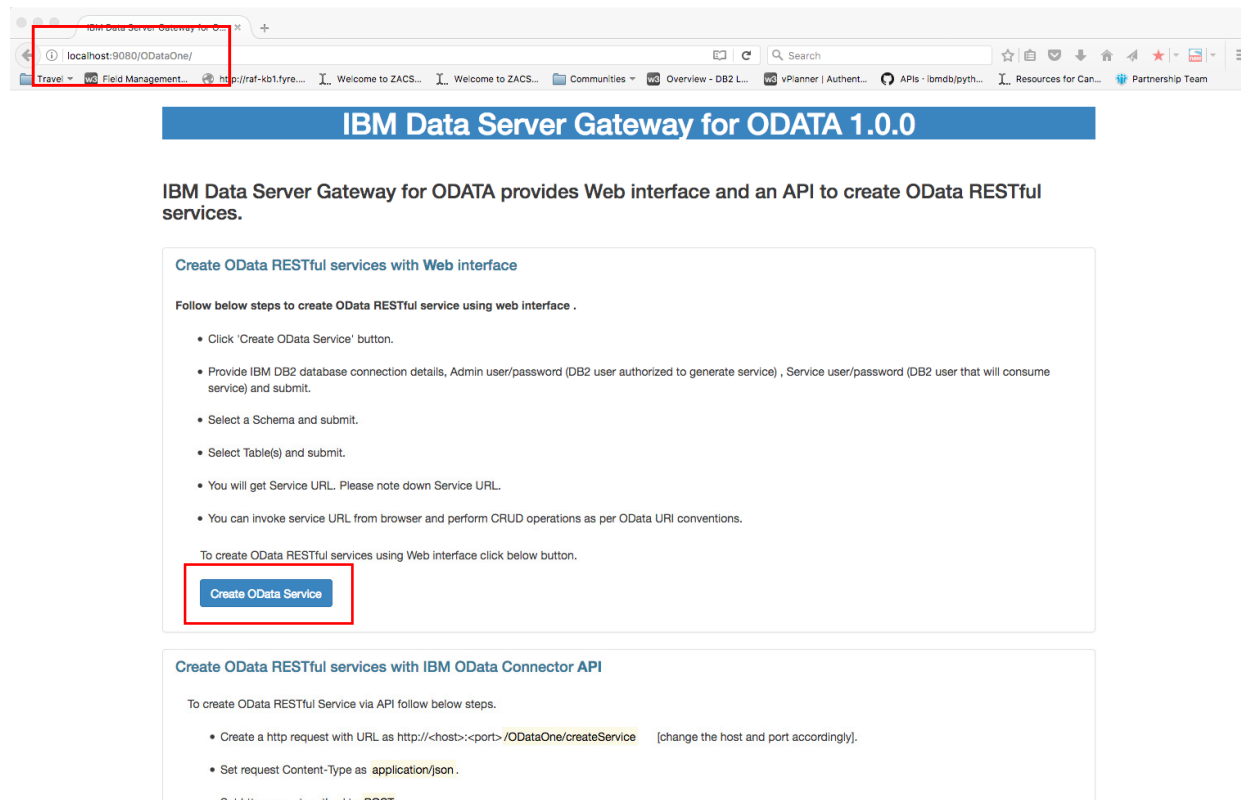 IBM Data Server Gateway for O... × +
localhost:9080/ODataOne/ Search
Travel w3 Field Management... http://raf-kb1.fyre.... Welcome to ZACS... Welcome to ZACS... Communities w3 Overview - DB2 L... w3 vPlanner | Authent... APIs · ibmdb/pyth... Resources for Can... Partnership Team
IBM Data Server Gateway for ODATA 1.0.0
IBM Data Server Gateway for ODATA provides Web interface and an API to create OData RESTful
services.
Create OData RESTful services with Web interface
Follow below steps to create OData RESTful service using web interface .
• Click 'Create OData Service' button.
• Provide IBM DB2 database connection details, Admin user/password (DB2 user authorized to generate service) , Service user/password (DB2 user that will consume
service) and submit.
• Select a Schema and submit.
• Select Table(s) and submit.
• You will get Service URL. Please note down Service URL.
• You can invoke service URL from browser and perform CRUD operations as per OData URI conventions.
To create OData RESTful services using Web interface click below button.
Create OData Service
Create OData RESTful services with IBM OData Connector API
To create OData RESTful Service via API follow below steps.
• Create a http request with URL as http://<host>:<port>/ODataOne/createService [change the host and port accordingly].
• Set request Content-Type as application/json .